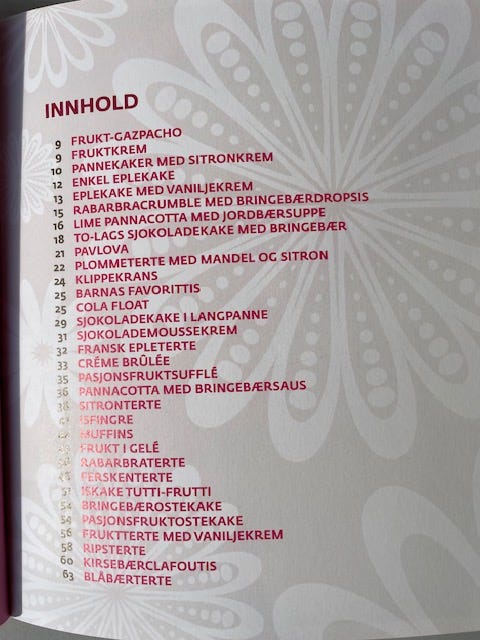 INNHOLD
9 FRUKT-GAZPACHO
9 FRUKTKREM
10 PANNEKAKER MED SITRONKREM
12 ENKEL EPLEKAKE
13 EPLEKAKE MED VANILJEKREM
15 RABARBRACRUMBLE MED BRINGEBÆRDROPSIS
16 LIME PANNACOTTA MED JORDBÆRSUPPE
18 TO-LAGS SJOKOLADEKAKE MED BRINGEBÆR
21 PAVLOVA
22 PLOMMETERTE MED MANDEL OG SITRON
24 KLIPPEKRANS
25 BARNAS FAVORITTIS
25 COLA FLOAT
29 SJOKOLADEKAKE I LANGPANNE
31 SJOKOLADEMOUSSEKREM
32 FRANSK EPLETERTE
33 CRÉME BRÛLÉE
35 PASJONSFRUKTSUFFLÉ
36 PANNACOTTA MED BRINGEBÆRSAUS
SITRONTERTE
ISFINGRE
MUFFINS
FRUKT I GELÉ
RABARBRATERTE
FERSKENTERTE
ISKAKE TUTTI-FRUTTI
54 BRINGEBÆROSTEKAKE
54 PASJONSFRUKTOSTEKAKE
56 FRUKTTERTE MED VANILJEKREM
58 RIPSTERTE
60 KIRSEBÆRCLAFOUTIS
63 BLÅBÆRTERTE